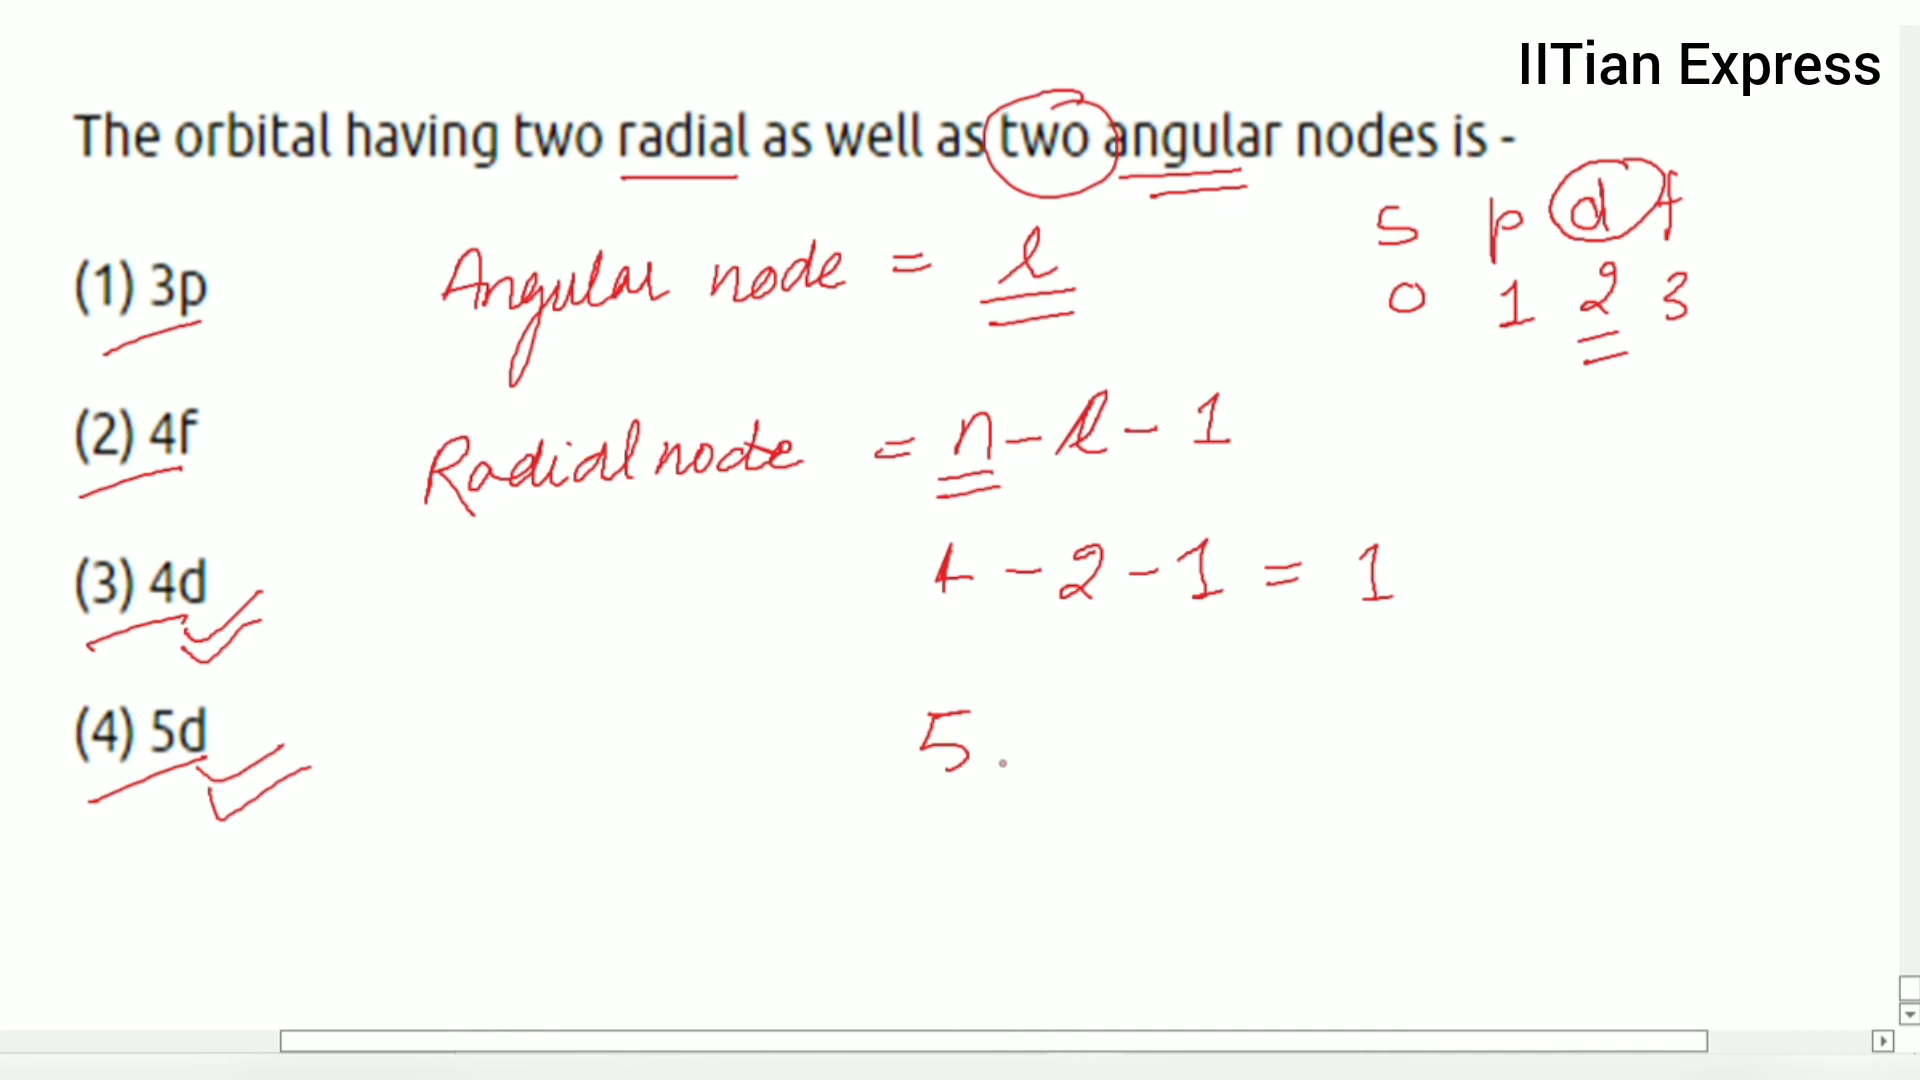 IITian Express
The orbital having two radial as well as two angular nodes is -
s p d f
0 1 2 3
(1) 3p
Angular node = l
(2) 4f
Radial node = n - l - 1
(3) 4d
4 - 2 - 1 = 1
(4) 5d
5